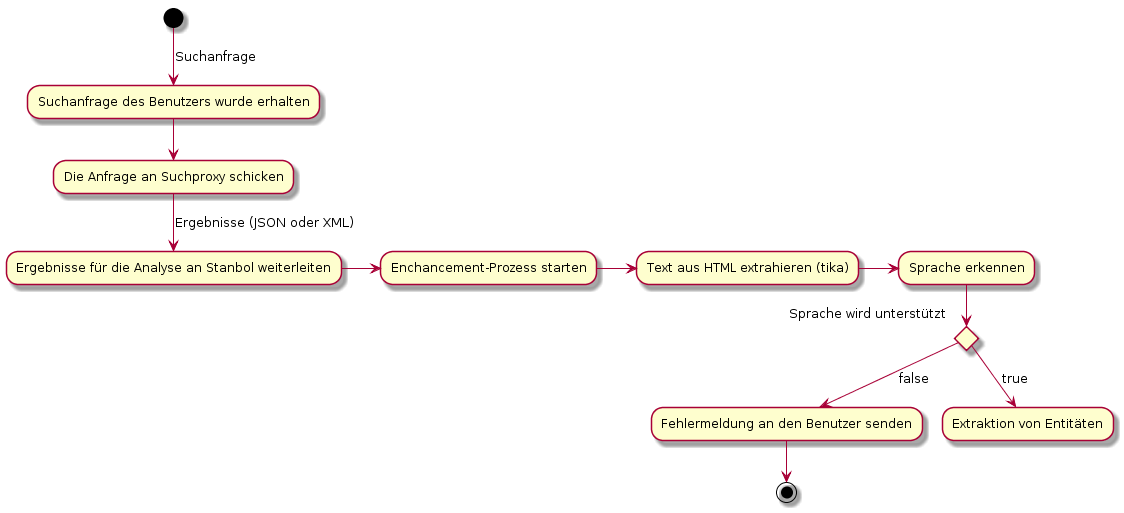 Suchanfrage
Suchanfrage des Benutzers wurde erhalten
Die Anfrage an Suchproxy schicken
Ergebnisse (JSON oder XML)
Ergebnisse für die Analyse an Stanbol weiterleiten
Enchancement-Prozess starten
Text aus HTML extrahieren (tika)
Sprache erkennen
Sprache wird unterstützt
false
true
Fehlermeldung an den Benutzer senden
Extraktion von Entitäten